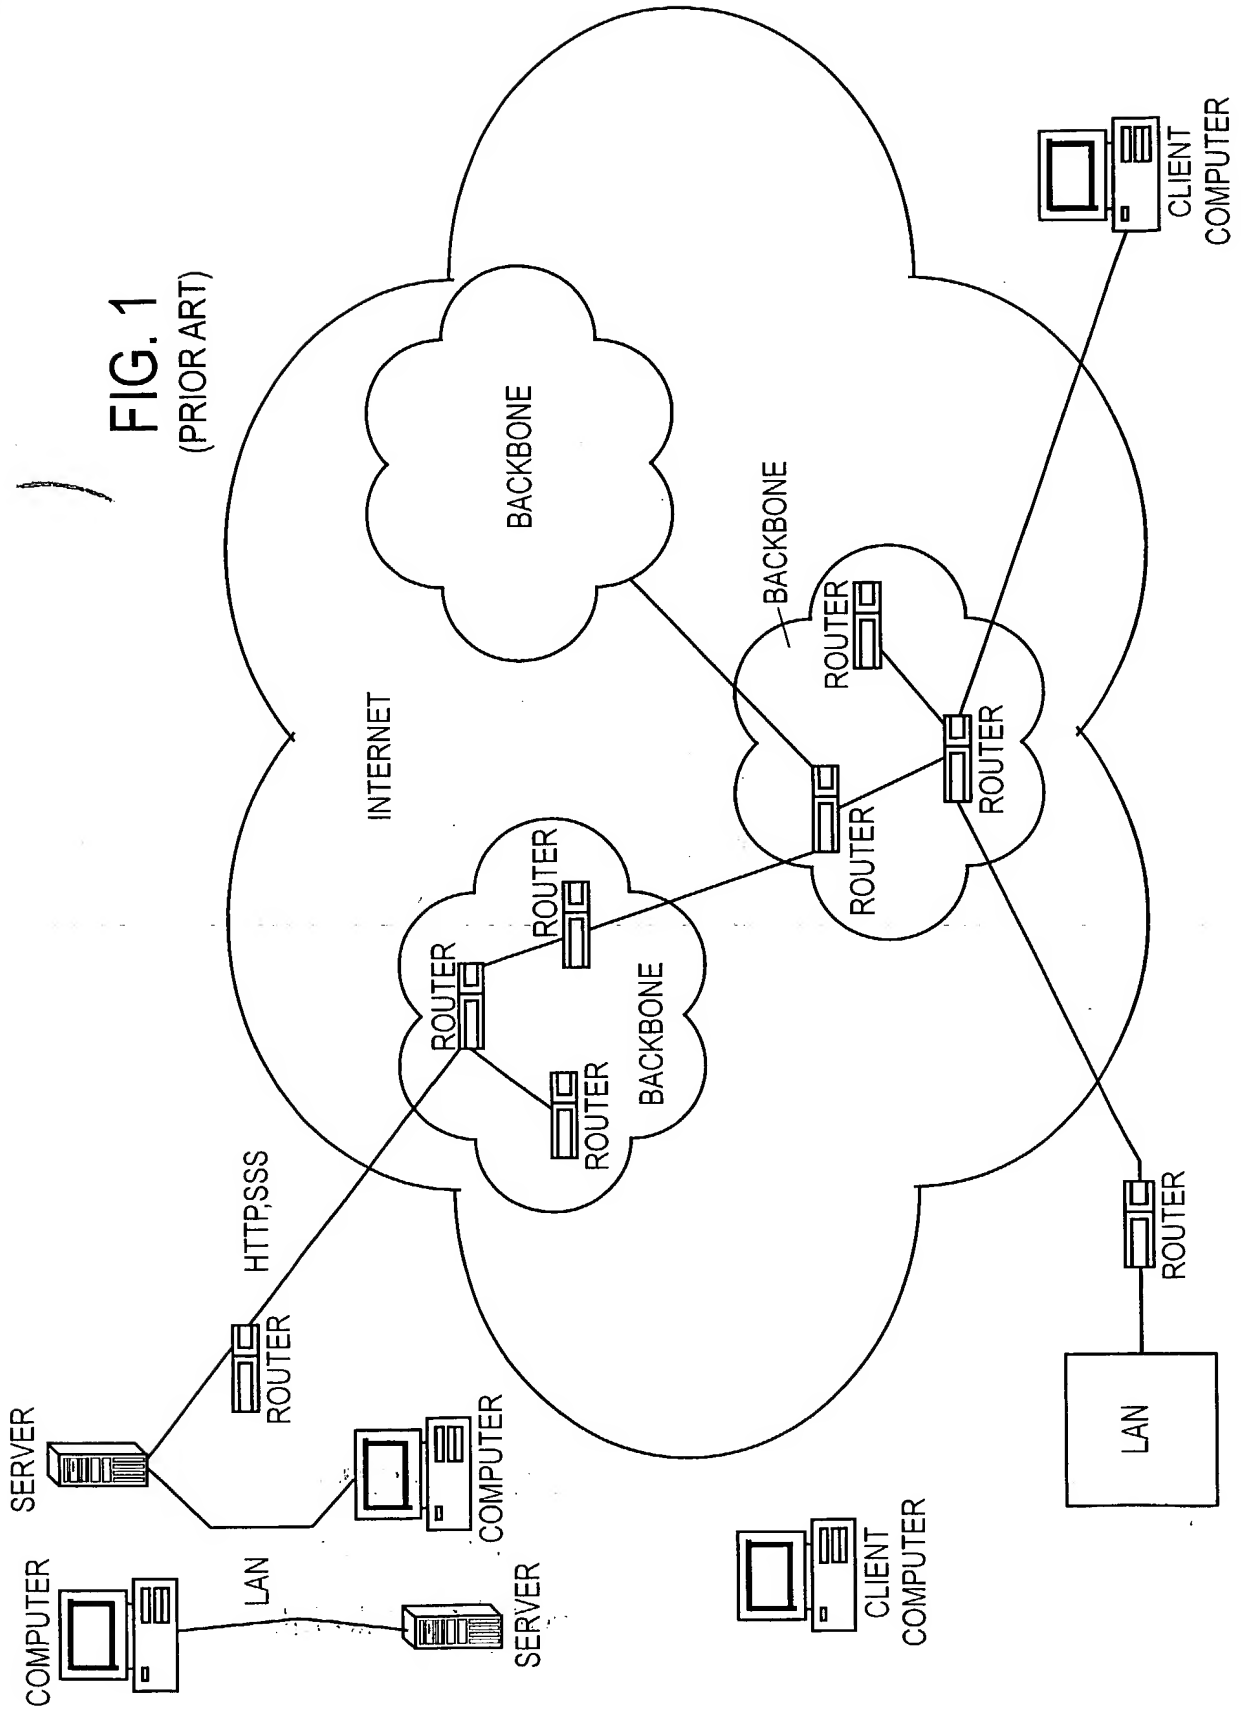 FIG. 1
(PRIOR ART)
COMPUTER
SERVER
LAN
SERVER
COMPUTER
ROUTER
HTTP,SSS
INTERNET
BACKBONE
ROUTER
ROUTER
ROUTER
BACKBONE
BACKBONE
ROUTER
ROUTER
ROUTER
CLIENT
COMPUTER
LAN
ROUTER
CLIENT
COMPUTER